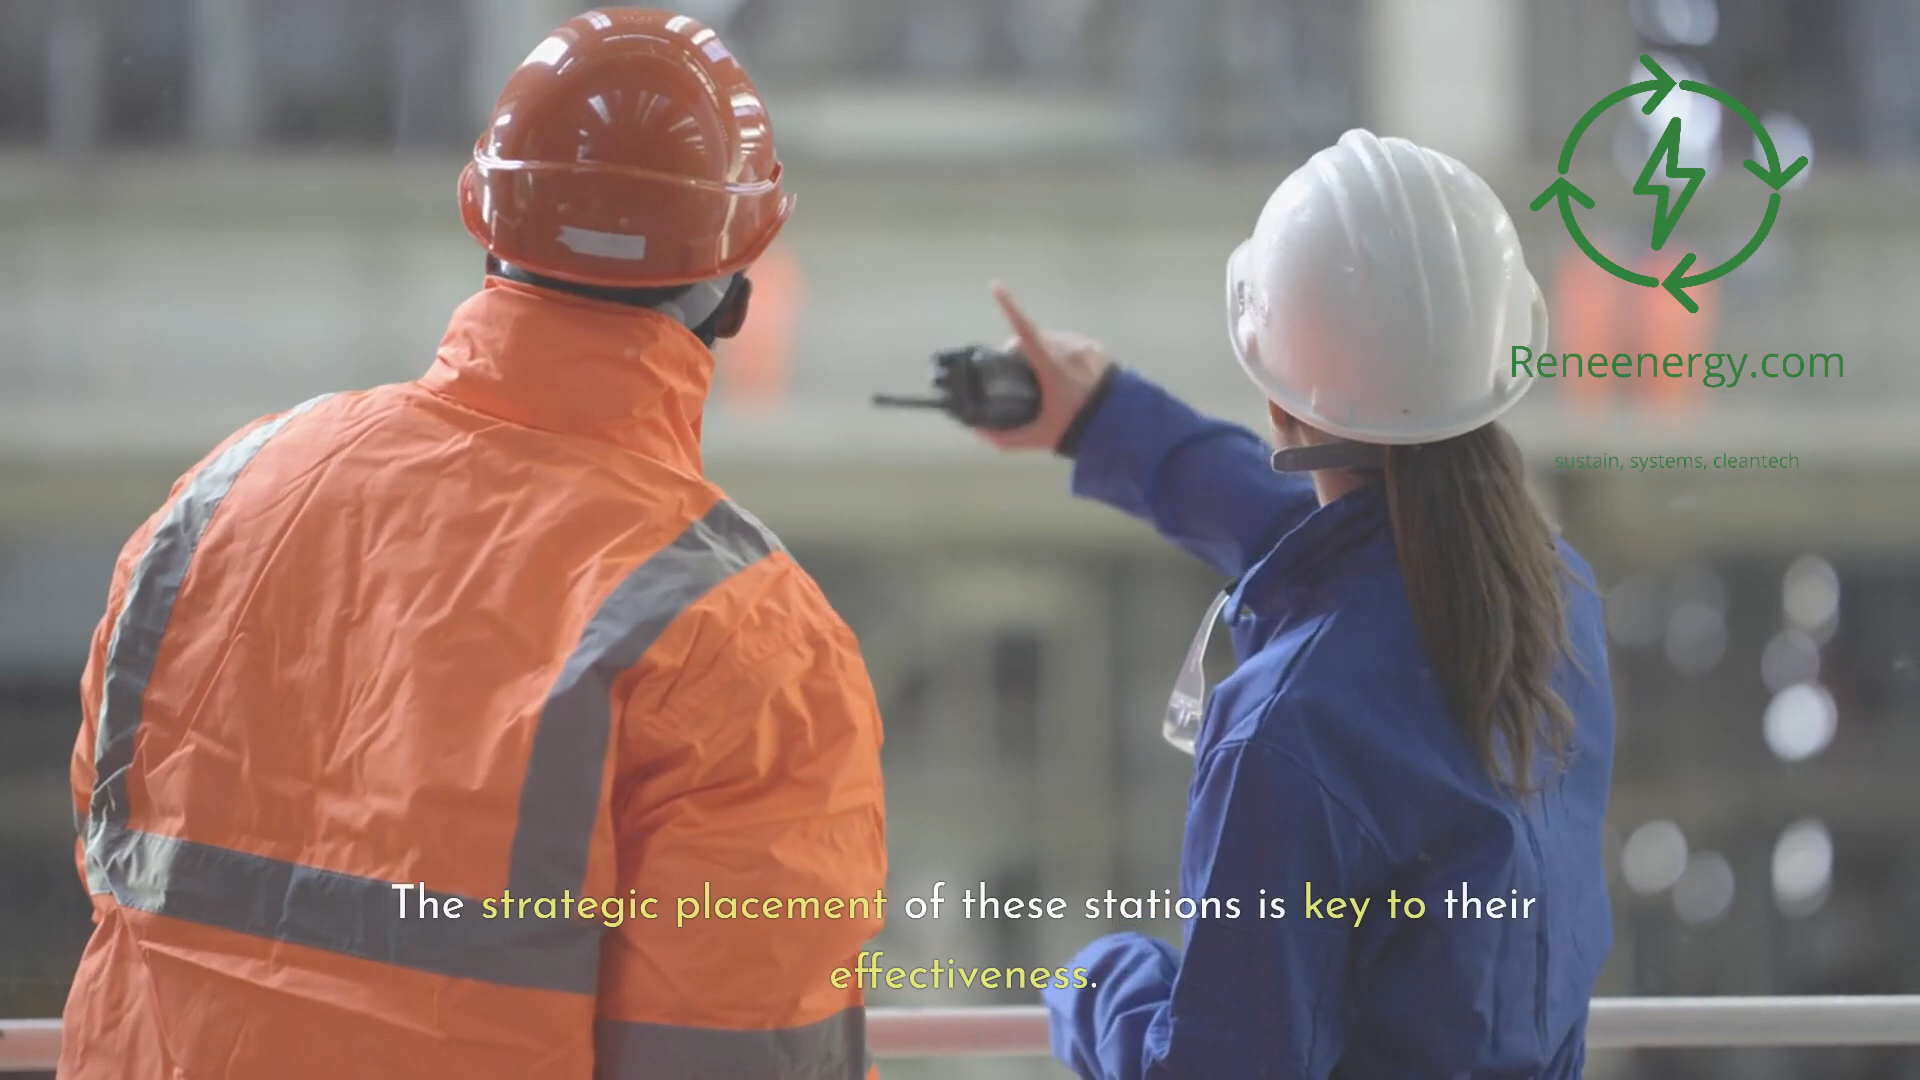 Reneenergy.com
sustain, systems, cleantech
The strategic placement of these stations is key to their
effectiveness.